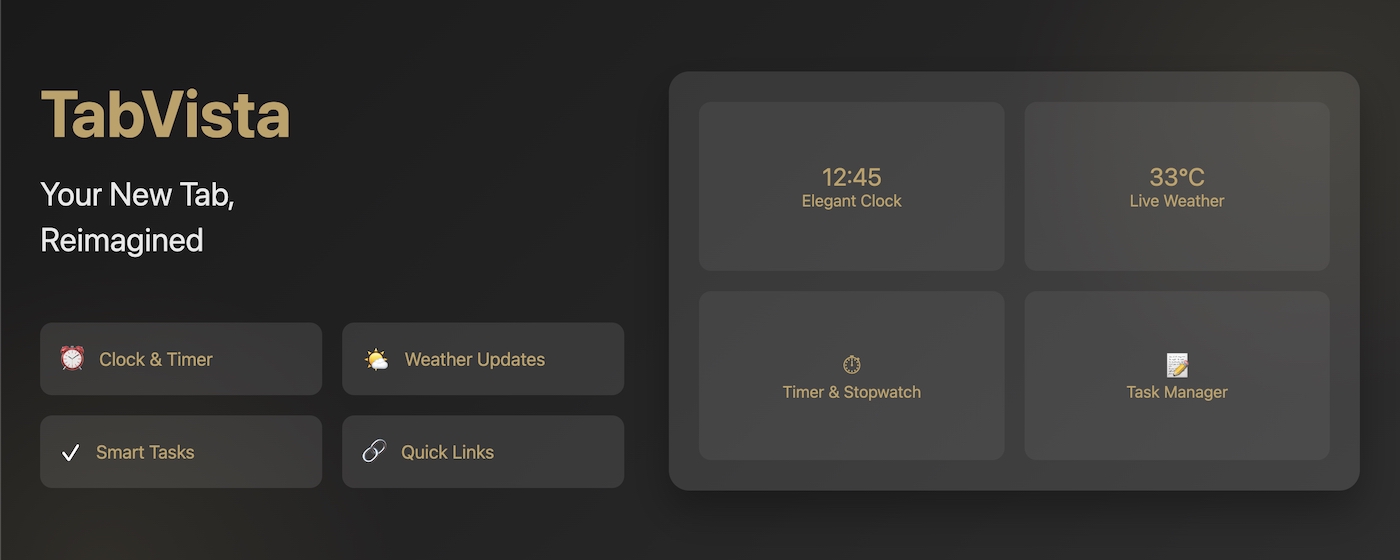 TabVista
Your New Tab,
Reimagined
Clock & Timer
Weather Updates
Smart Tasks
Quick Links
12:45
Elegant Clock
33°C
Live Weather
Timer & Stopwatch
Task Manager